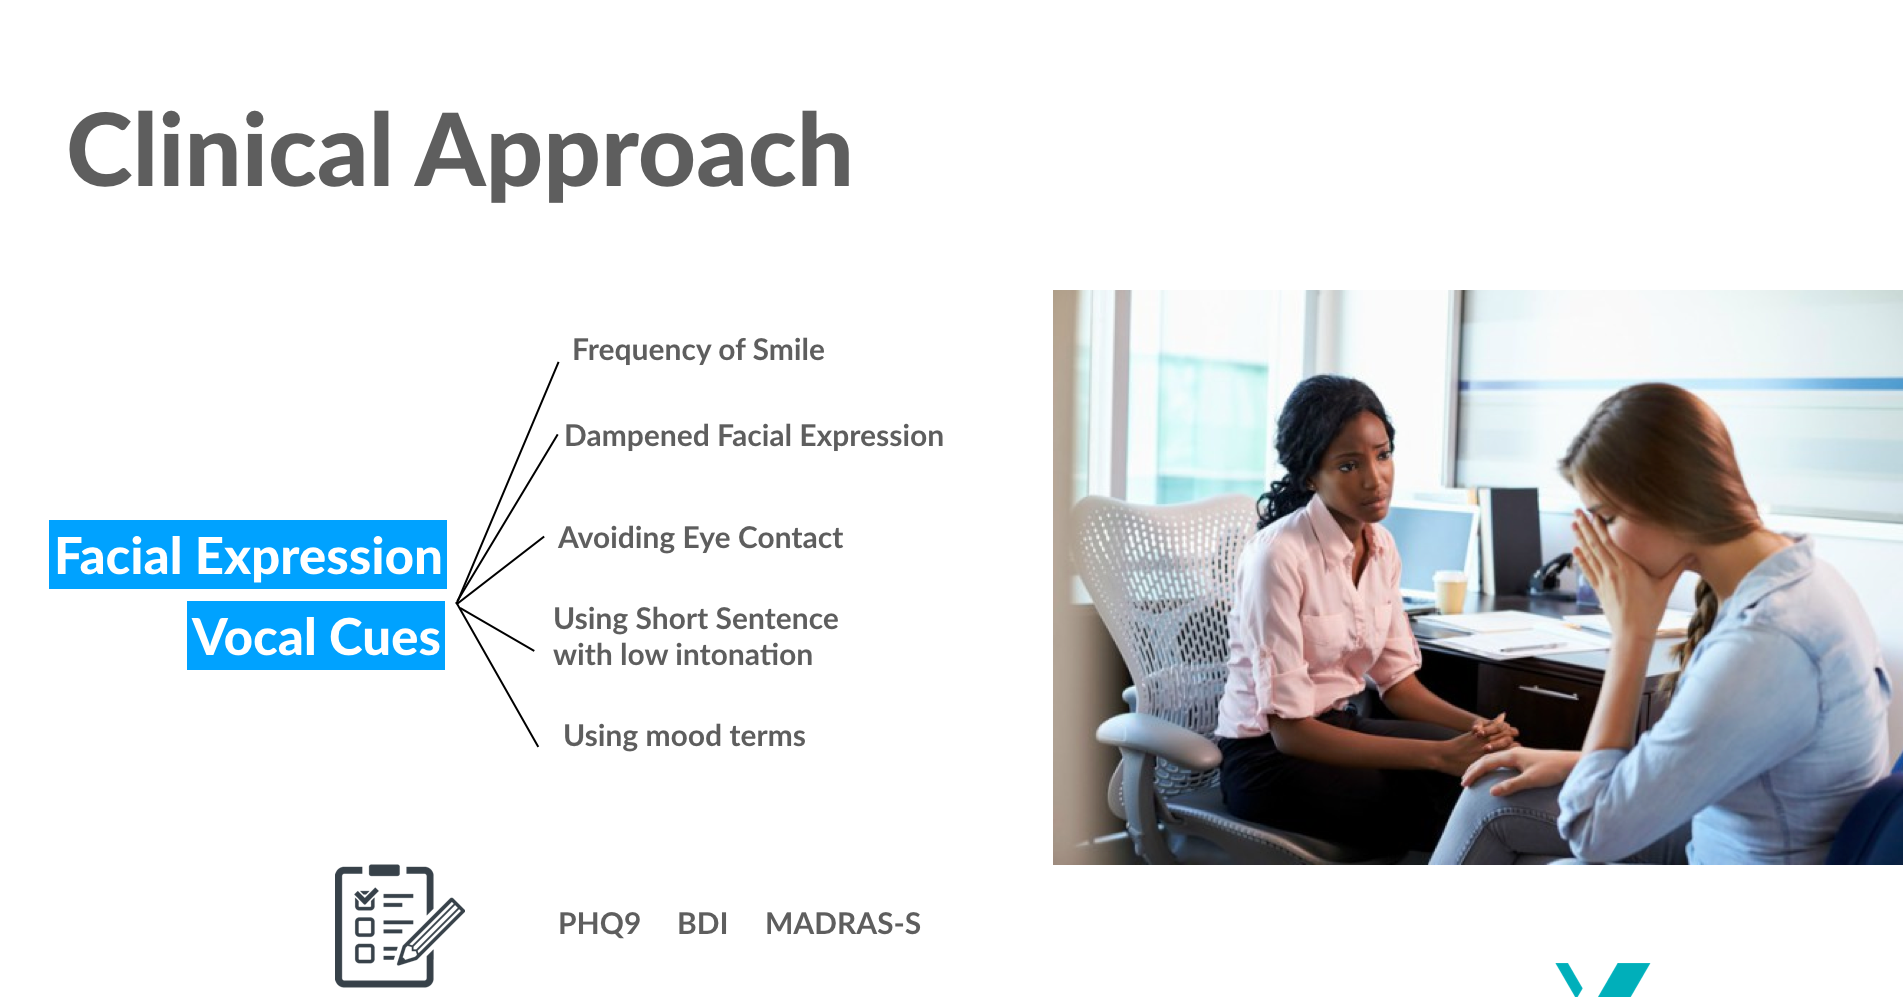 Clinical Approach
Frequency of Smile
Dampened Facial Expression
Avoiding Eye Contact
Facial Expression
Vocal Cues
Using Short Sentence
with low intonation
Using mood terms
PHQ9 BDI MADRAS-S